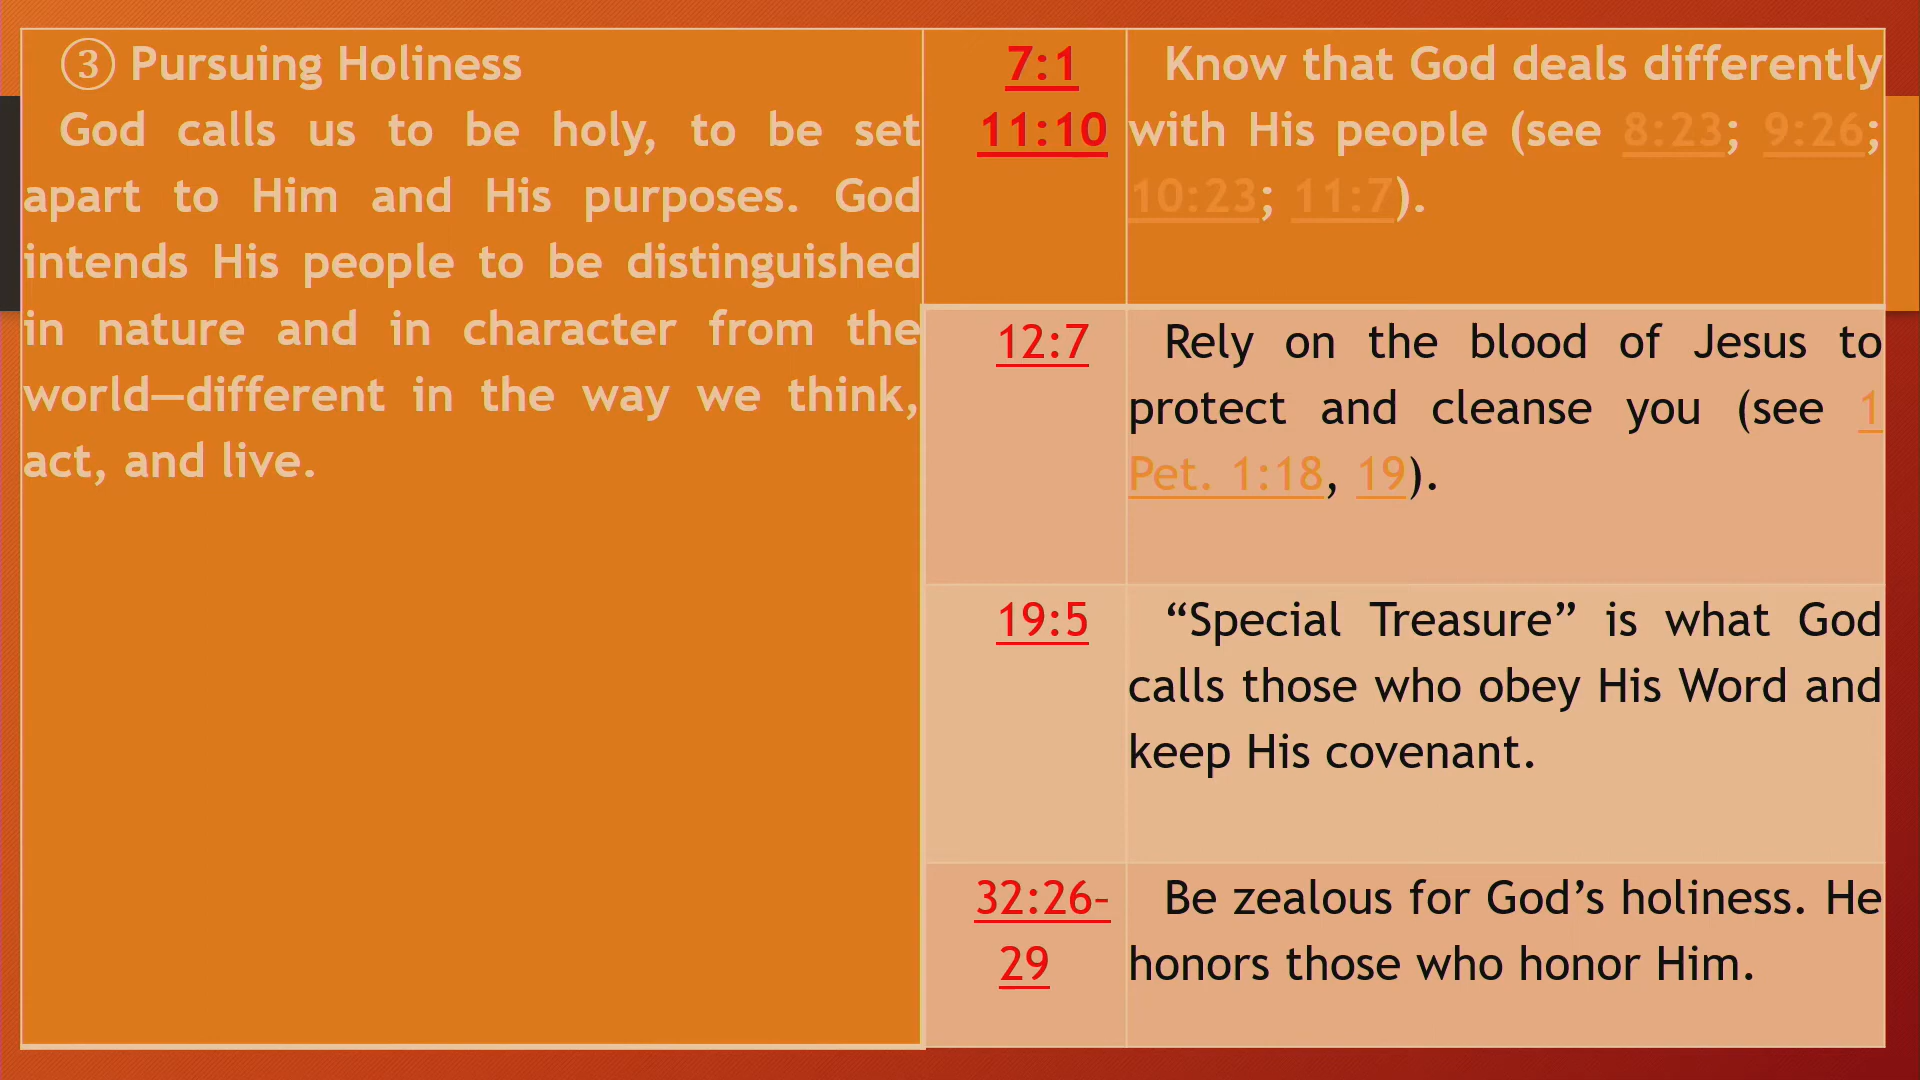 ③ Pursuing Holiness
God calls us to be holy, to be set
apart to Him and His purposes. God
intends His people to be distinguished
in nature and in character from the
world—different in the way we think,
act, and live.
7:1
11:10
Know that God deals differently
with His people (see 8:23; 9:26;
10:23; 11:7).
12:7
Rely on the blood of Jesus to
protect and cleanse you (see 1
Pet. 1:18, 19).
19:5
“Special Treasure” is what God
calls those who obey His Word and
keep His covenant.
32:26–
29
Be zealous for God’s holiness. He
honors those who honor Him.